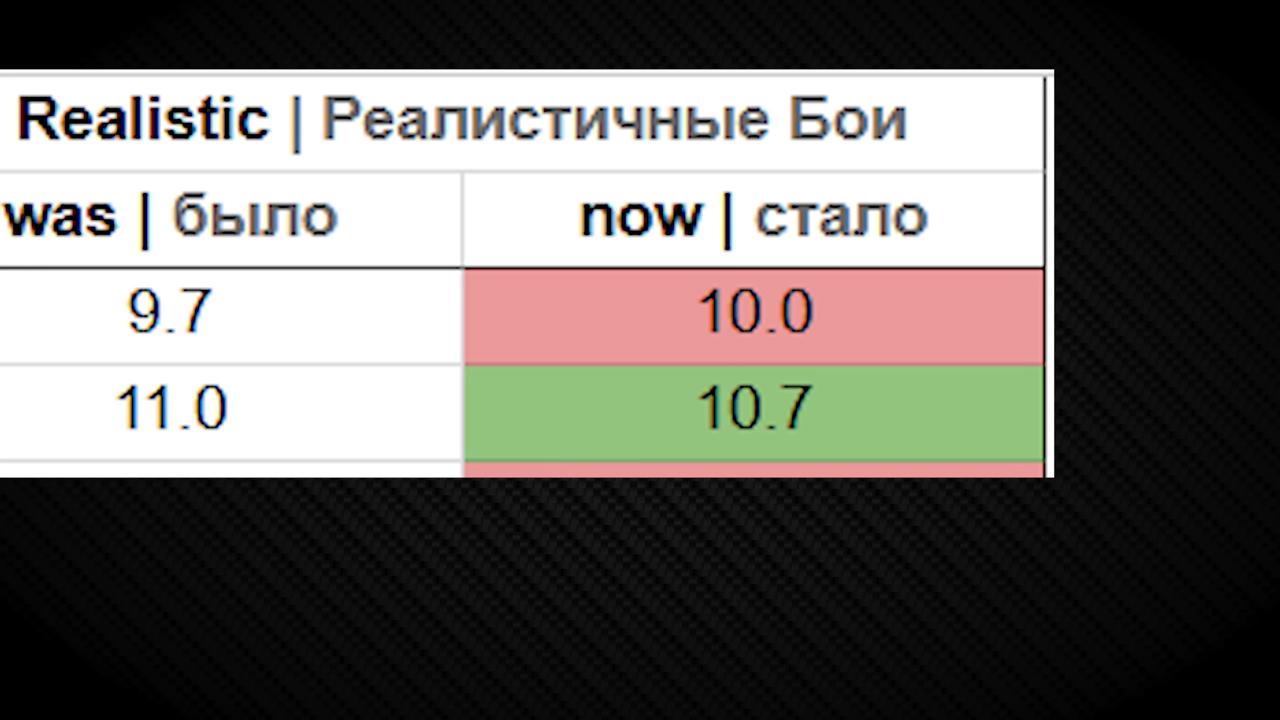 Realistic | Реалистичные Бои
was | было now | стало
9.7 10.0
11.0 10.7